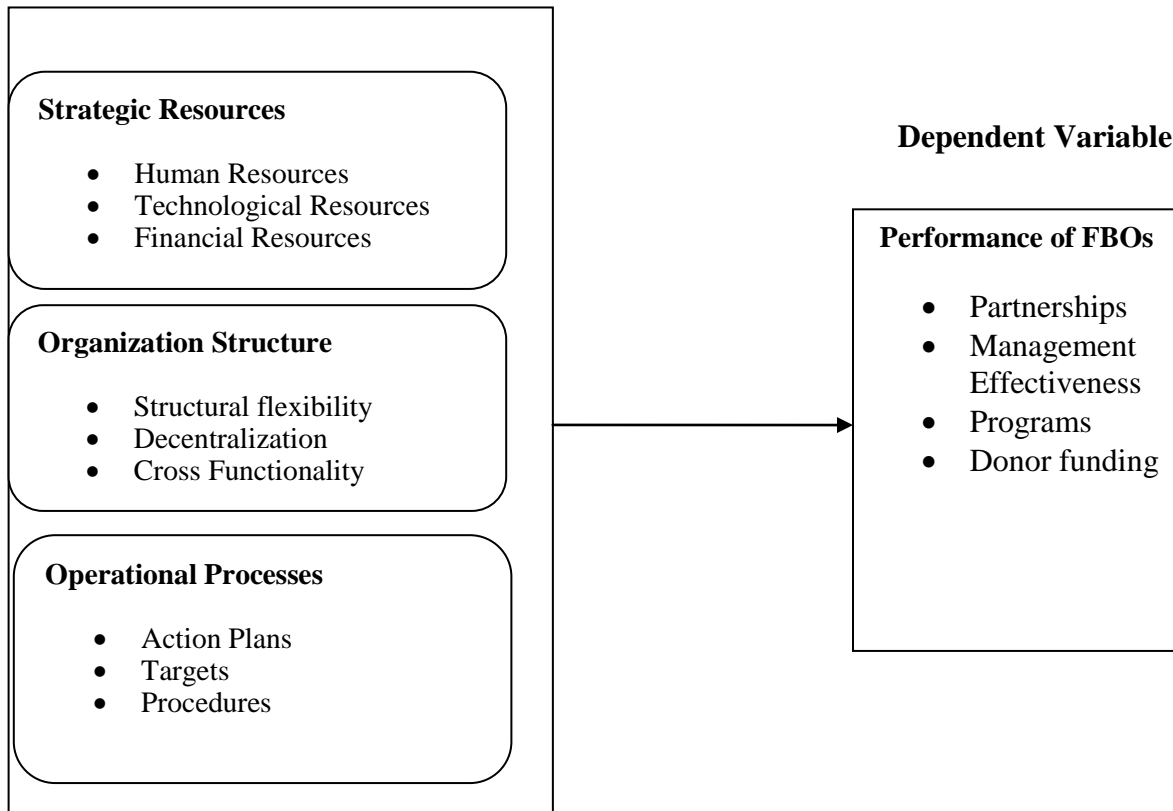 Strategic Resources
• Human Resources
• Technological Resources
• Financial Resources
Organization Structure
• Structural flexibility
• Decentralization
• Cross Functionality
Operational Processes
• Action Plans
• Targets
• Procedures
Dependent Variable
Performance of FBOs
• Partnerships
• Management
Effectiveness
• Programs
• Donor funding